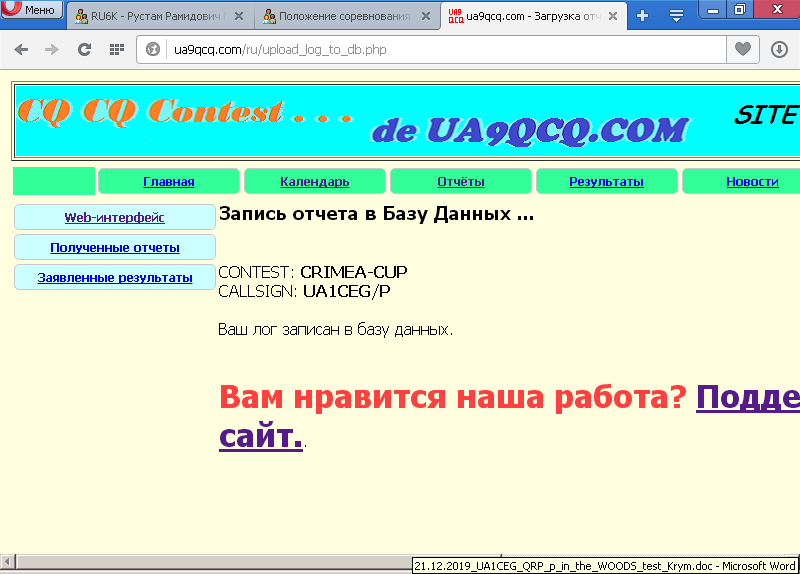 Меню
RU6K - Рустам Рамидович
Положение соревнования
ua9qcq.com - Загрузка отч
ua9qcq.com/ru/upload_log_to_db.php
CQ CQ Contest . . .
de UA9QCQ.COM
SITE
Главная
Календарь
Отчёты
Результаты
Новости
Web-интерфейс
Полученные отчеты
Заявленные результаты
Запись отчета в Базу Данных ...
CONTEST: CRIMEA-CUP
CALLSIGN: UA1CEG/P
Ваш лог записан в базу данных.
Вам нравится наша работа? Подде
сайт..
21.12.2019_UA1CEG_QRP_p_in_the_WOODS_test_Krym.doc - Microsoft Word